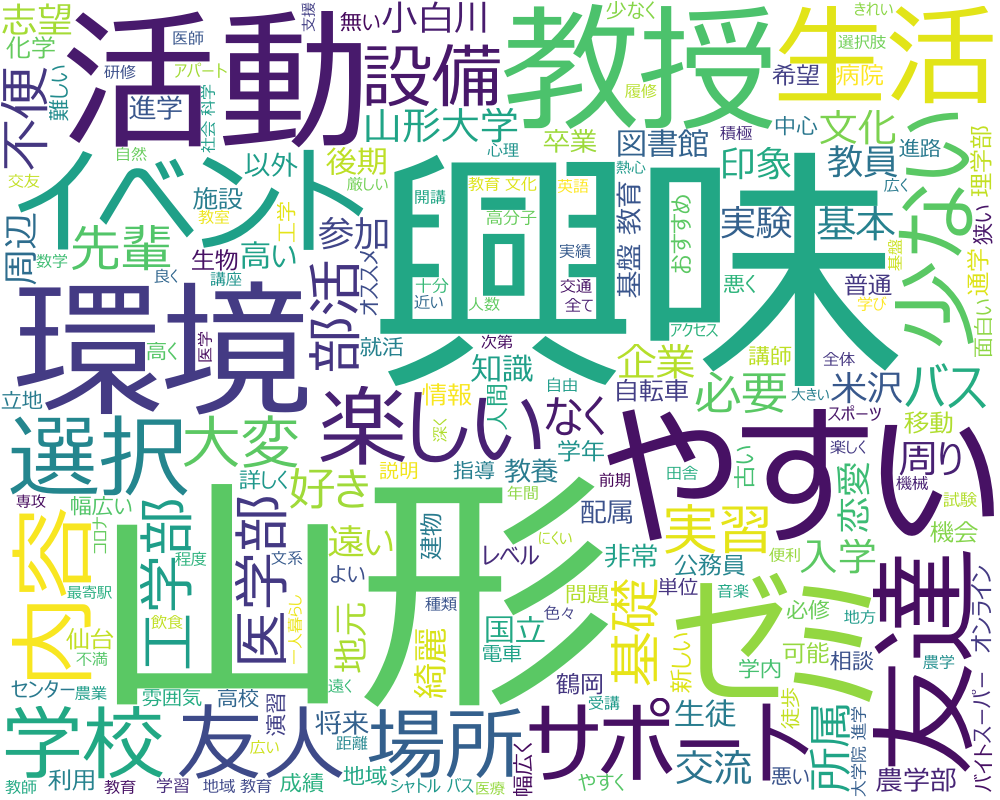 志望
化学
活動
医師
研修
アパート
支援
無い
小白川
設備
教授
少なく
履修
きれい
選択肢
希望
病院
生活
不便
難しい
進学
社会 科学
山形大学
卒業
図書館
中心
積極
文化
教員
進路
理学部
イベント
自然
交友
以外
後期
厳しい
心理
印象
熱心
広く
狭い
少ない
施設
教室
工学
参加
開講
教育 文化
英語
高分子
興味
基盤 教育
おすすめ
実験
基本
基盤
通学
面白い
周辺
数学
先輩
良く
生物
講座
高い
オススメ
十分
近い
実績
交通
人数
全て
悪く
普通
学び
環境
高く
医学
部活
就活
次第
知識
アクセス
企業
講師
全体
立地
情報
人間
自由
自転車
必要
大きい
米沢
バス
選択
大変
楽しい
深く
なく
学年
やすい
スポーツ
楽しく
移動
周り
専攻
幅広い
詳しく
好き
説明
指導
教養
年間
田舎
前期
古い
恋愛
機械
試験
機会
内容
コロナ
工学部
程度
医学部
文系
遠い
建物
レベル
にくい
配属
非常
実習
公務員
便利
入学
最寄駅
飲食
一人暮らし
よい
山形
種類
色々
問題
基礎
単位
音楽
ゼミ
必修
地方
オンライン
友達
仙台
不満
地元
綺麗
国立
電車
新しい
学内
可能
相談
農学
センター
農業
雰囲気
高校
演習
遠く
鶴岡
受講
徒歩
学校
友人
将来
距離
場所
サポート
生徒
交流
所属
大学院 進学
農学部
バイト
スーパー
広い
教師
利用
教育
学習
地域 教育
成績
地域
シャトル バス
医療
幅広く
やすく
悪い